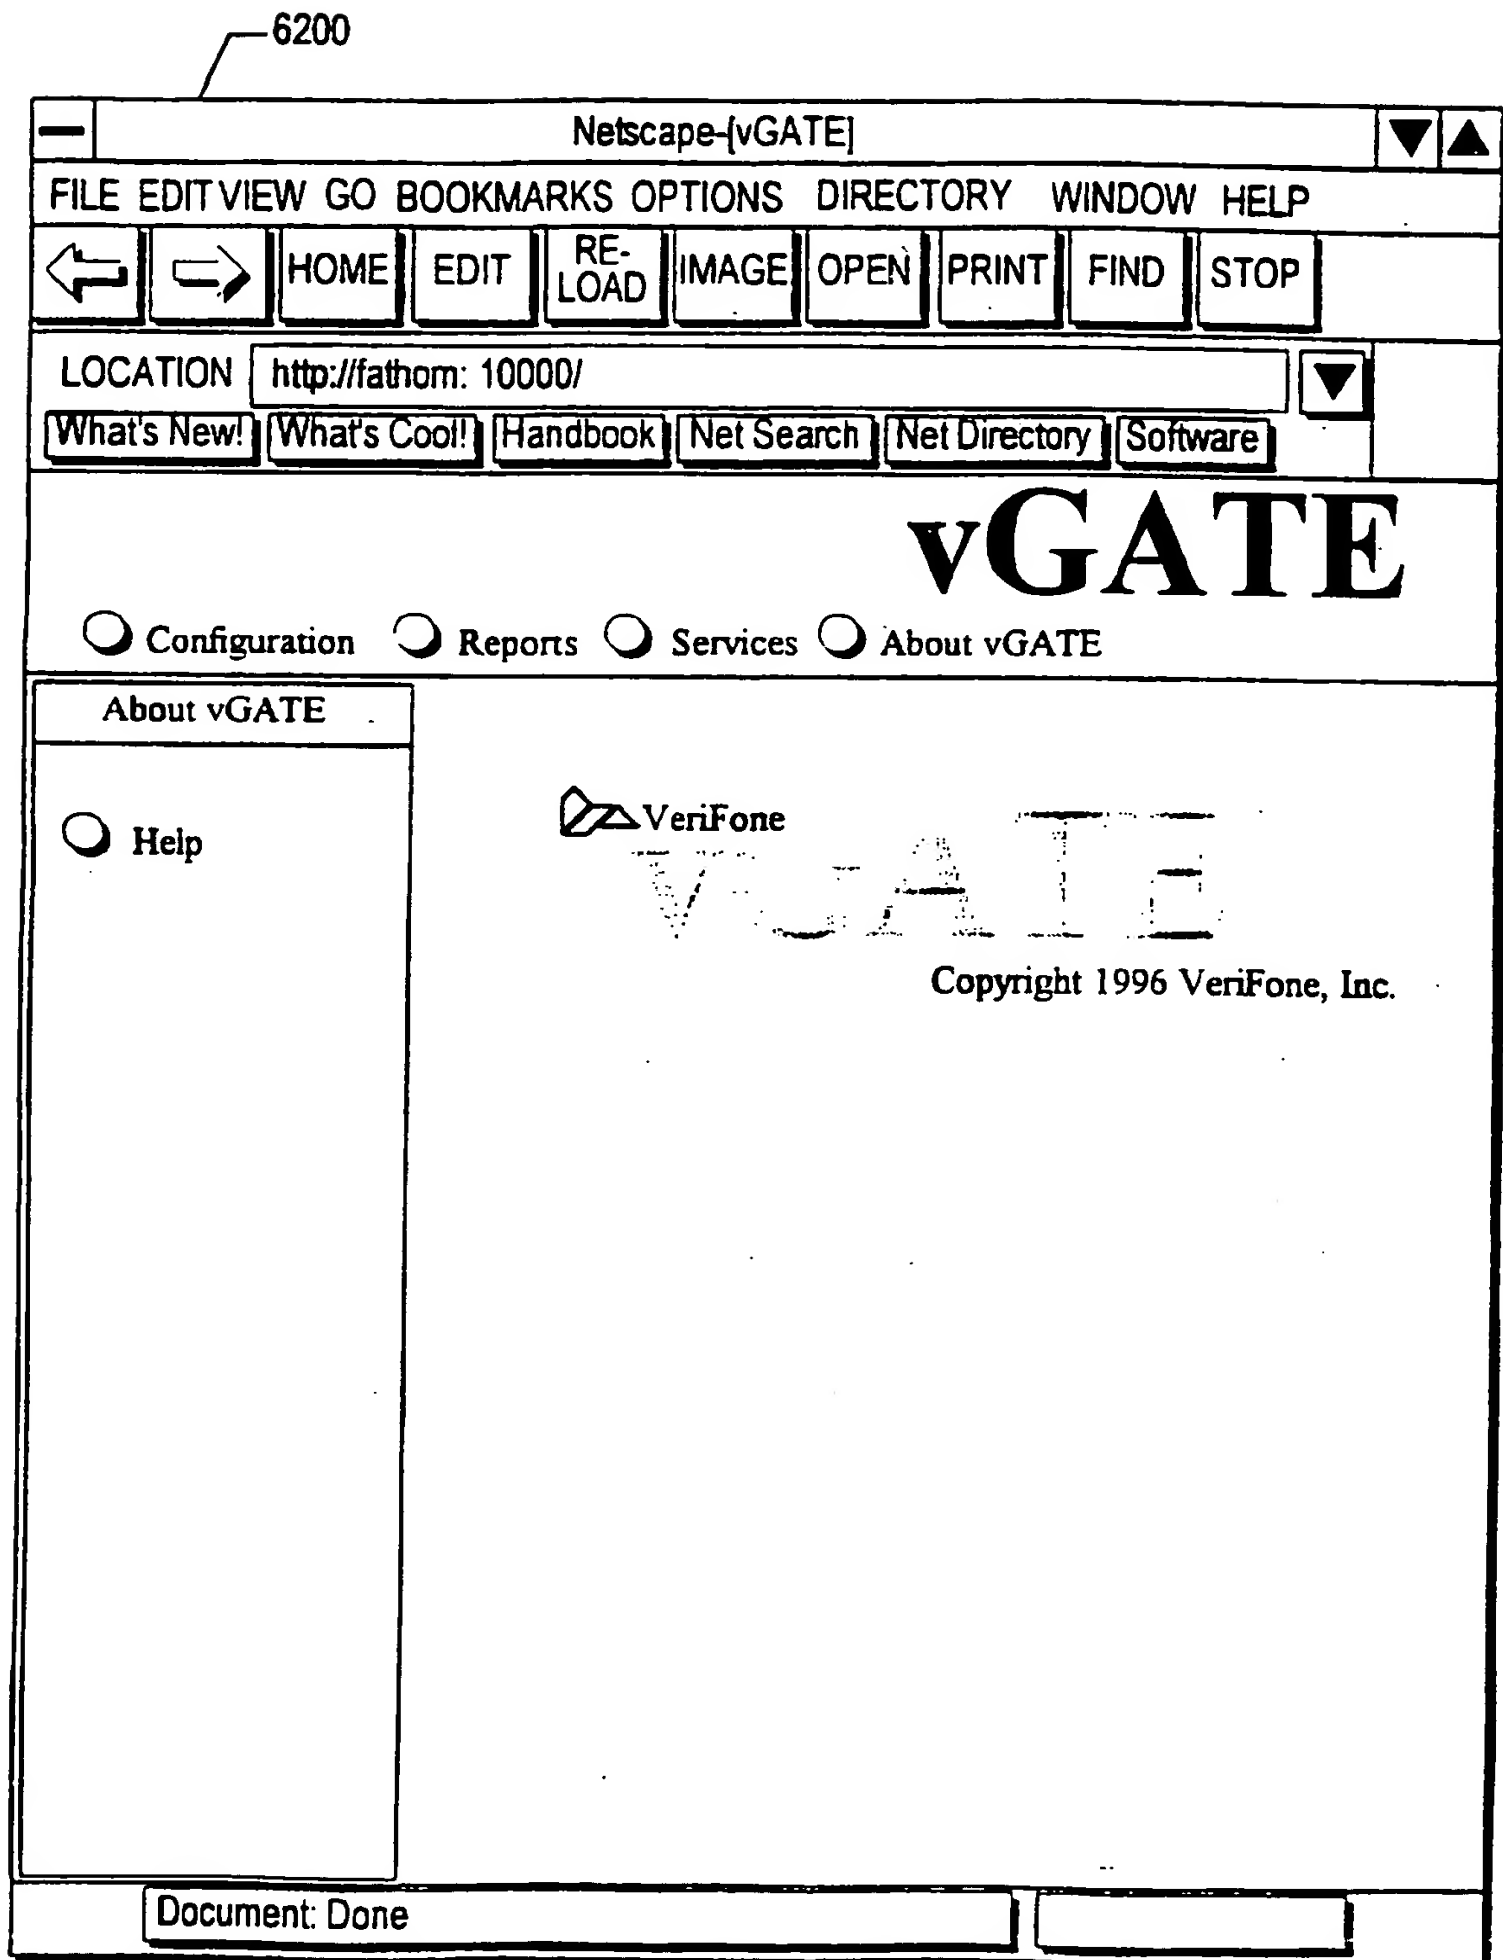 6200
Netscape-[vGATE]
FILE EDIT VIEW GO BOOKMARKS OPTIONS DIRECTORY WINDOW HELP
HOME EDIT RE-LOAD IMAGE OPEN PRINT FIND STOP
LOCATION http://fathom: 10000/
What's New! What's Cool! Handbook Net Search Net Directory Software
vGATE
Configuration Reports Services About vGATE
About vGATE
Help
VeriFone
VGATE
Copyright 1996 VeriFone, Inc.
Document: Done